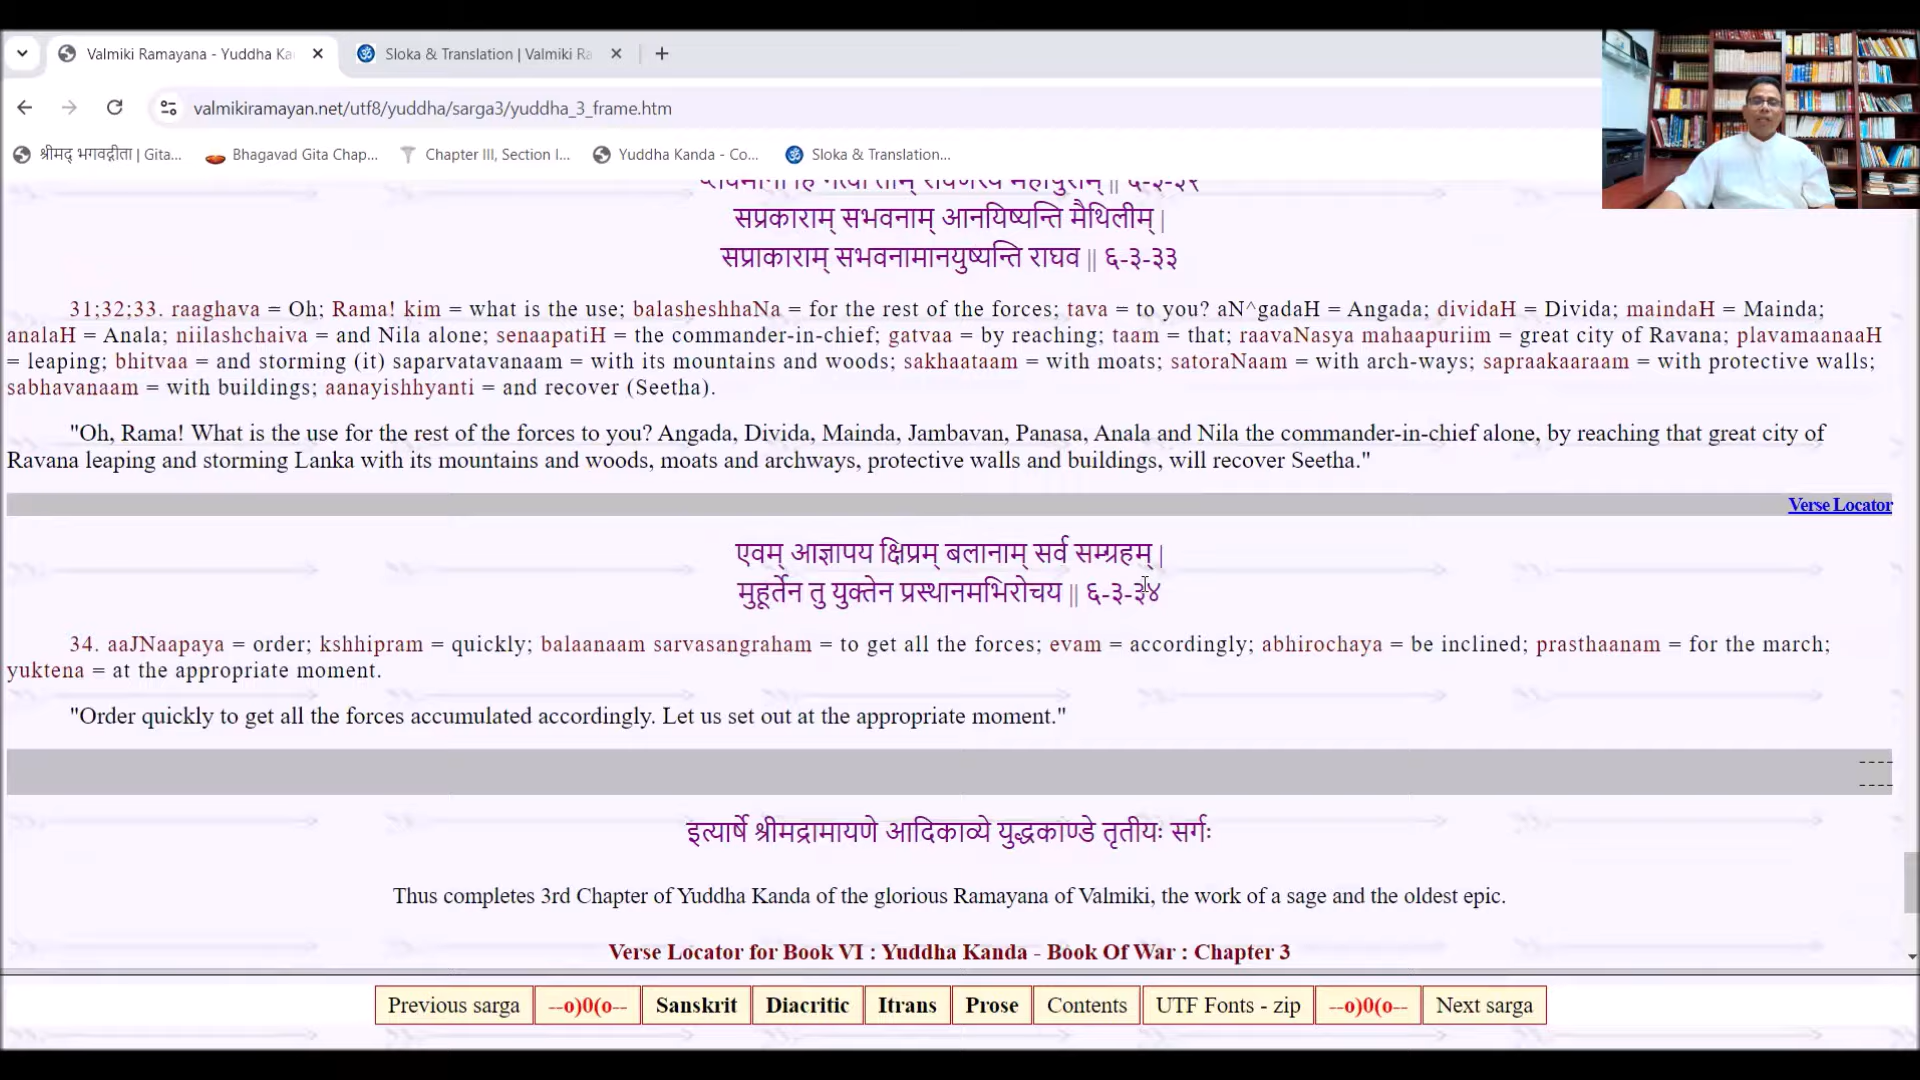 Valmiki Ramayana - Yuddha Ka
Sloka & Translation | Valmiki Ra
valmikiramayan.net/utf8/yuddha/sarga3/yuddha_3_frame.htm
श्रीमद् भगवद्गीता | Gita...
Bhagavad Gita Chap...
Chapter III, Section I...
Yuddha Kanda - Co...
Sloka & Translation...
सप्रकाराम् सभवनाम् आनयिष्यन्ति मैथिलीम् |
सप्राकाराम् सभवनामानयुष्यन्ति राघव || ६-३-३३
31;32;33. raaghava = Oh; Rama! kim = what is the use; balasheshhaNa = for the rest of the forces; tava = to you? aN^gadaH = Angada; dividaH = Divida; maindaH = Mainda;
analaH = Anala; niilashchaiva = and Nila alone; senaapatiH = the commander-in-chief; gatvaa = by reaching; taam = that; raavaNasya mahaapuriim = great city of Ravana; plavamaanaaH
= leaping; bhitvaa = and storming (it) saparvatavanaam = with its mountains and woods; sakhaataam = with moats; satoraNaam = with arch-ways; sapraakaaraam = with protective walls;
sabhavanaam = with buildings; aanayishhyanti = and recover (Seetha).
"Oh, Rama! What is the use for the rest of the forces to you? Angada, Divida, Mainda, Jambavan, Panasa, Anala and Nila the commander-in-chief alone, by reaching that great city of
Ravana leaping and storming Lanka with its mountains and woods, moats and archways, protective walls and buildings, will recover Seetha."
Verse Locator
एवम् आज्ञापय क्षिप्रम् बलानाम् सर्व सम्ग्रहम् |
मुहूर्तेन तु युक्तेन प्रस्थानमभिरोचय || ६-३-३४
34. aaJNaapaya = order; kshhipram = quickly; balaanaam sarvasangraham = to get all the forces; evam = accordingly; abhirochaya = be inclined; prasthaanam = for the march;
yuktena = at the appropriate moment.
"Order quickly to get all the forces accumulated accordingly. Let us set out at the appropriate moment."
----
----
इत्यार्षे श्रीमद्रामायणे आदिकाव्ये युद्धकाण्डे तृतीयः सर्गः
Thus completes 3rd Chapter of Yuddha Kanda of the glorious Ramayana of Valmiki, the work of a sage and the oldest epic.
Verse Locator for Book VI : Yuddha Kanda - Book Of War : Chapter 3
Previous sarga
--o)0(o--
Sanskrit
Diacritic
Itrans
Prose
Contents
UTF Fonts - zip
--o)0(o--
Next sarga